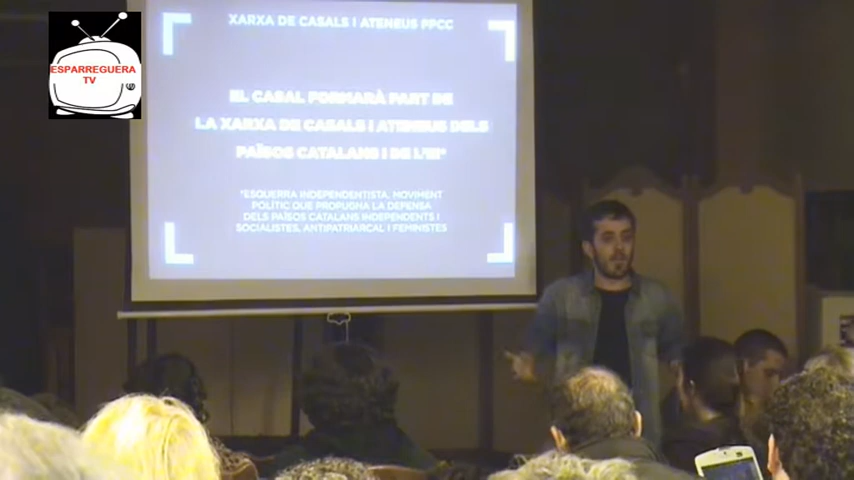 ESPARREGUERA
TV
XARXA DE CASALS I ATENEUS PPCC
EL CASAL FORMARÀ PART DE
LA XARXA DE CASALS I ATENEUS DELS
PAÏSOS CATALANS I DE L'EI*
*ESQUERRA INDEPENDENTISTA, MOVIMENT
POLÍTIC QUE PROPUGNA LA DEFENSA
DELS PAÏSOS CATALANS INDEPENDENTS I
SOCIALISTES, ANTIPATRIARCAL I FEMINISTES